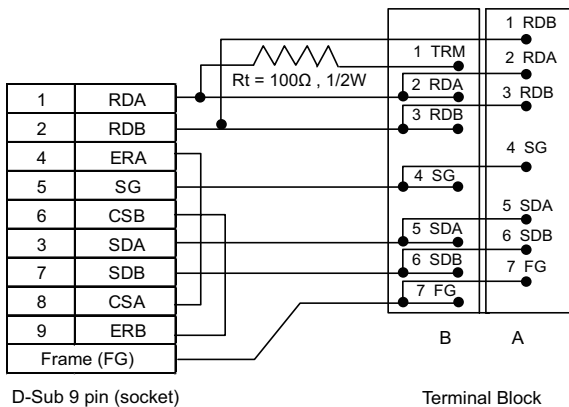 1 RDB
1 TRM
2 RDA
Rt = 100Ω , 1/2W
2 RDA
3 RDB
1 RDA
2 RDB
3 RDB
4 ERA
4 SG
5 SG
4 SG
6 CSB
5 SDA
3 SDA
5 SDA
6 SDB
7 SDB
6 SDB
7 FG
8 CSA
7 FG
9 ERB
Frame (FG)
B A
D-Sub 9 pin (socket)
Terminal Block